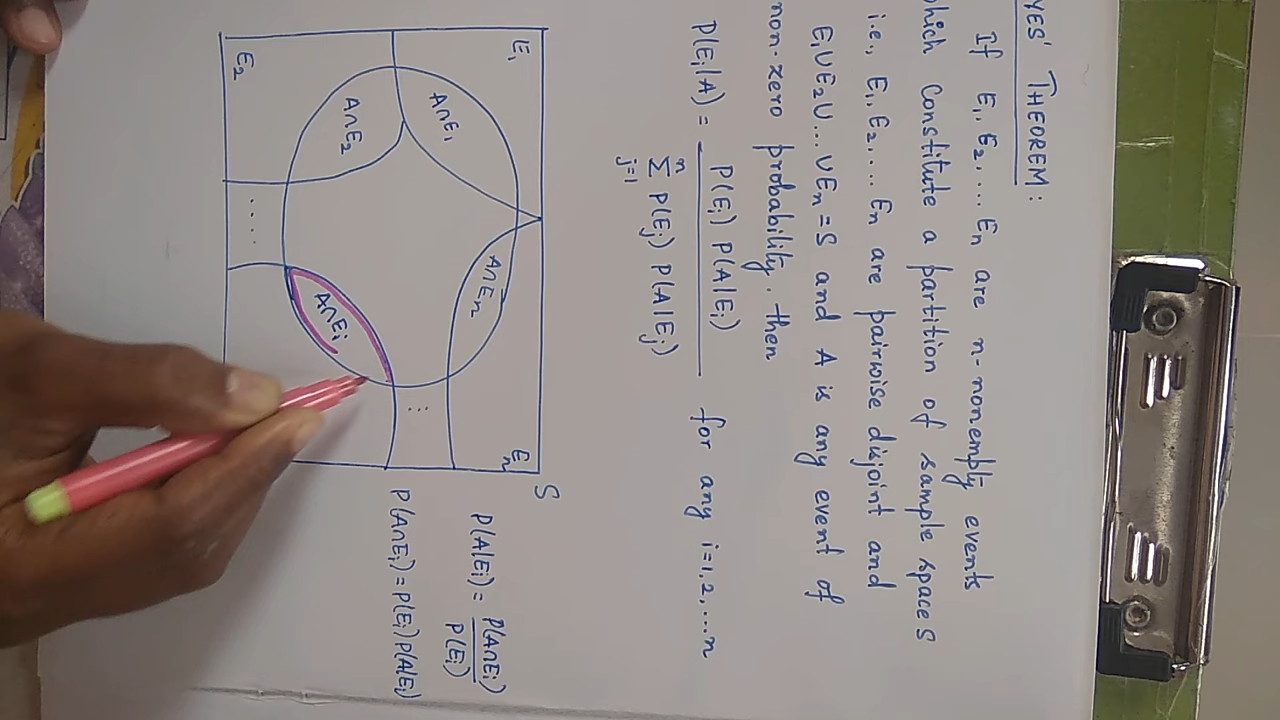 YES' THEOREM:
If E₁, E₂, ... Eₙ are n-nonempty events
which constitute a partition of sample space S
i.e., E₁, E₂, .... Eₙ are pairwise disjoint and
E₁∪E₂∪...∪Eₙ=S and A is any event of
non-zero probability. then
P(Eᵢ|A) = P(Eᵢ) P(A|Eᵢ) / ∑ⁿⱼ₌₁ P(Eⱼ) P(A|Eⱼ) for any i=1,2,...n
S
E₁
Eₙ
A∩E₁
A∩Eₙ
A∩E₂
A∩Eᵢ
E₂
....
⋮
P(A|Eᵢ) = P(A∩Eᵢ) / P(Eᵢ)
P(A∩Eᵢ) = P(Eᵢ) P(A|Eᵢ)